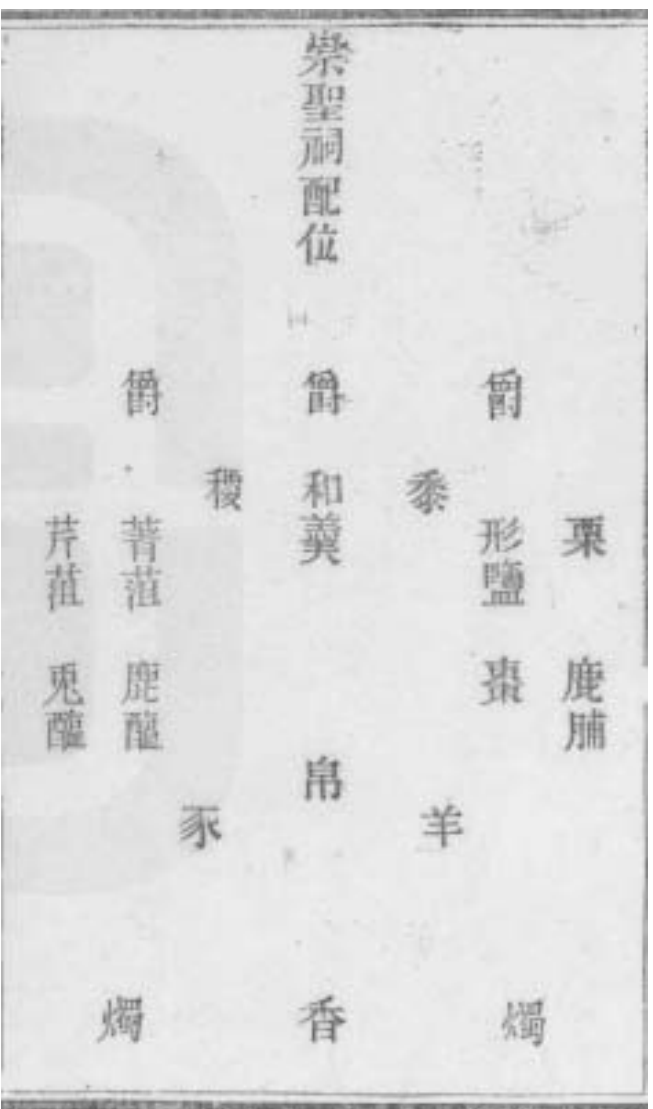 崇聖祠配位
爵 爵 爵
黍 和羹 稷
栗 鹿脯
形鹽 棗
菁菹 鹿醢
芹菹 兎醢
帛
羊 豕
燭 香 燭